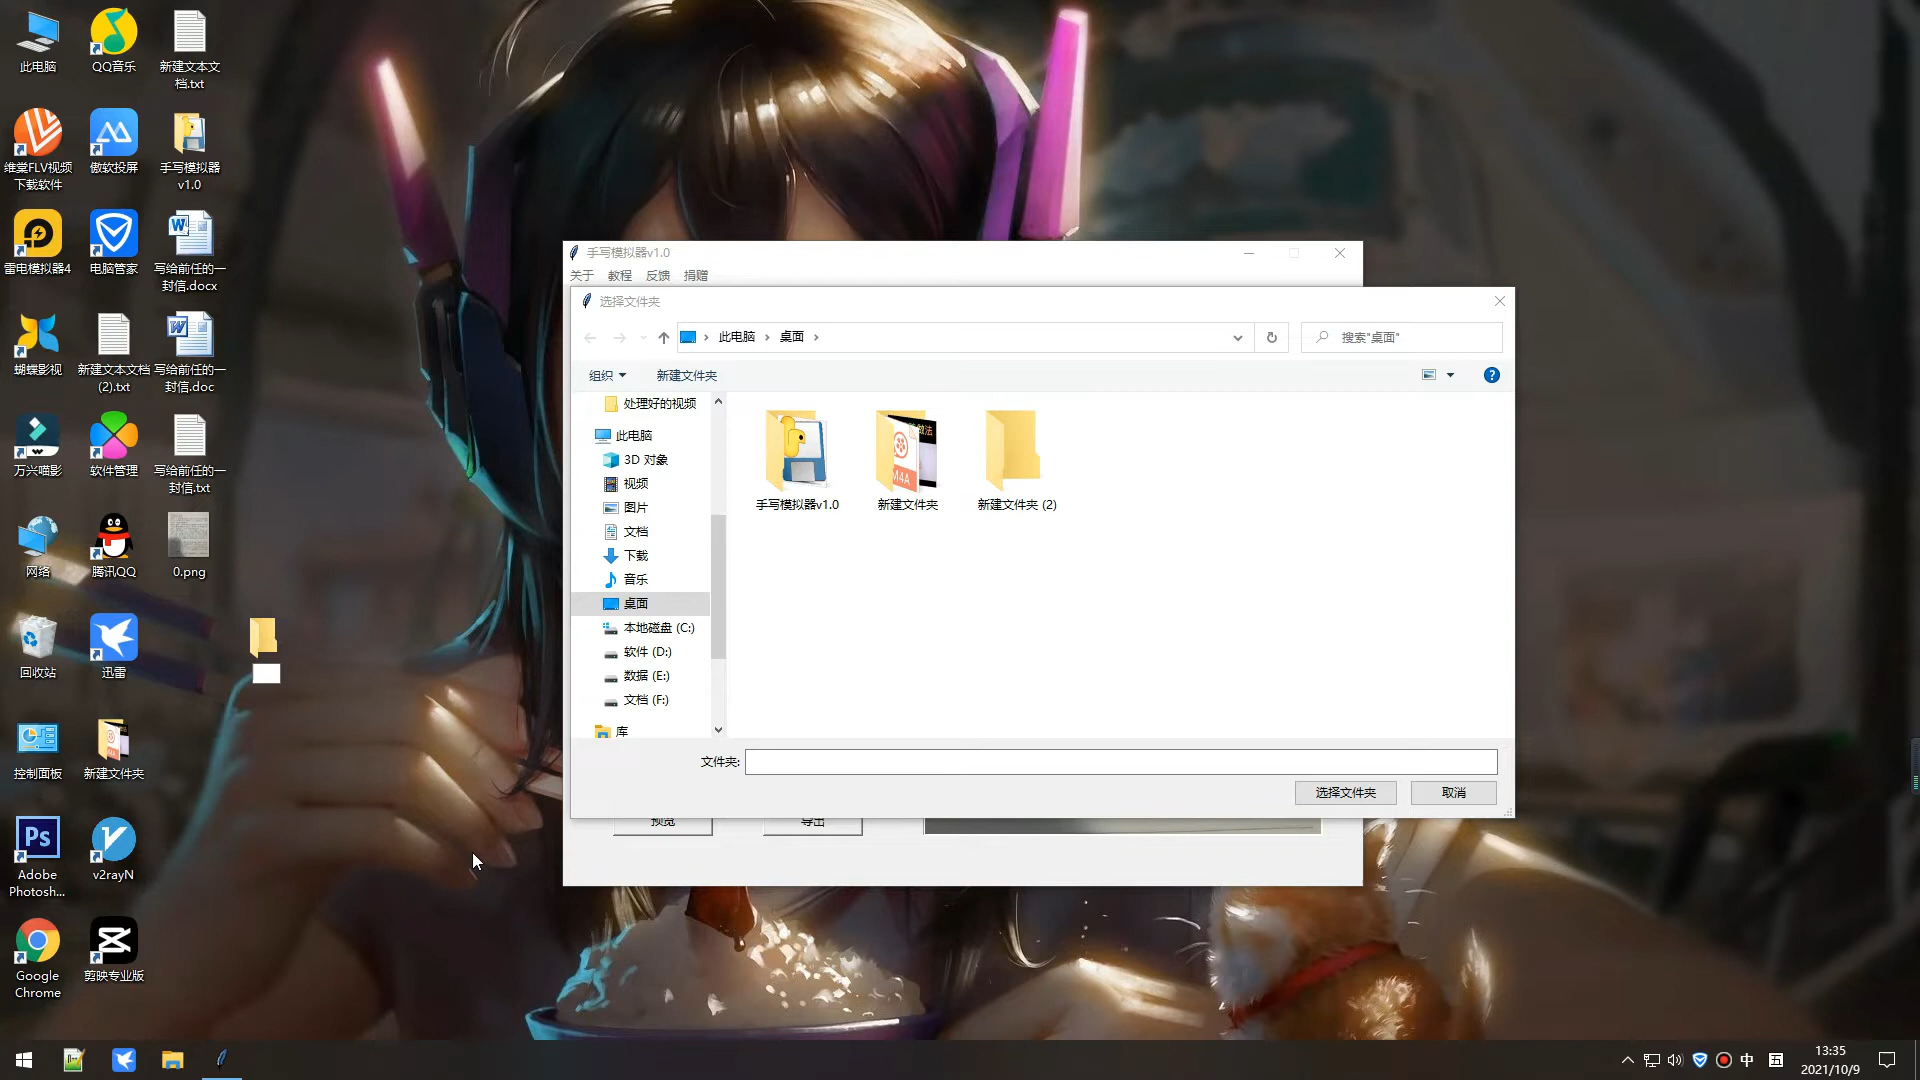 此电脑
QQ音乐
新建文本文
档.txt
维棠FLV视频
下载软件
傲软投屏
手写模拟器
v1.0
雷电模拟器4
电脑管家
写给前任的一
封信.docx
蝴蝶影视
新建文本文档
(2).txt
写给前任的一
封信.doc
万兴喵影
软件管理
写给前任的一
封信.txt
网络
腾讯QQ
0.png
回收站
迅雷
控制面板
新建文件夹
Ps
Adobe
Photosh...
v2rayN
Google
Chrome
剪映专业版
手写模拟器v1.0
关于 教程 反馈 捐赠
选择文件夹
此电脑 桌面
搜索"桌面"
组织 新建文件夹
处理好的视频
此电脑
3D 对象
视频
图片
文档
下载
音乐
桌面
本地磁盘 (C:)
软件 (D:)
数据 (E:)
文档 (F:)
库
M4A
手写模拟器v1.0
新建文件夹
新建文件夹 (2)
文件夹:
选择文件夹 取消
预览 导出
中
13:35
2021/10/9